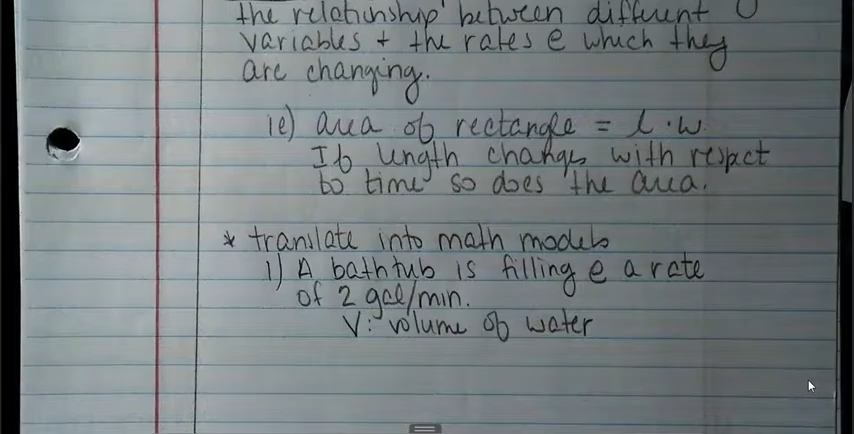 the relationship between different
variables + the rates @ which they
are changing.
ie) area of rectangle = l · w.
If length changes with respect
to time so does the area.
* translate into math models
1) A bathtub is filling @ a rate
of 2 gal/min.
V: volume of water